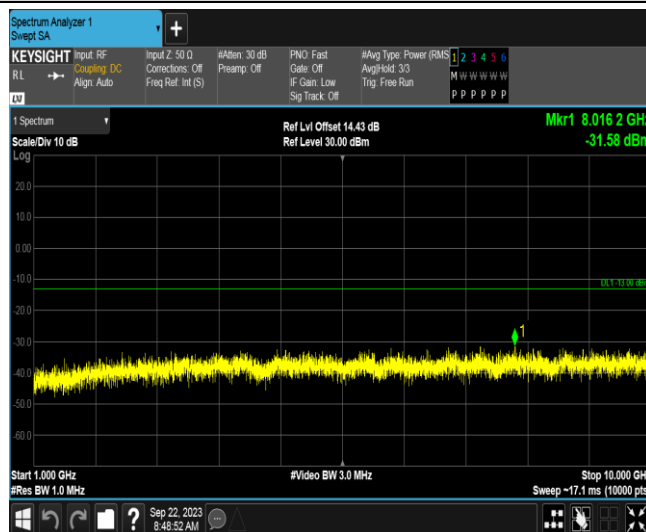 Spectrum Analyzer 1
Swept SA
KEYSIGHT
RL
LXI
Input: RF
Coupling: DC
Align: Auto
Input Z: 50 Ω
Corrections: Off
Freq Ref: Int (S)
#Atten: 30 dB
Preamp: Off
PNO: Fast
Gate: Off
IF Gain: Low
Sig Track: Off
#Avg Type: Power (RMS
Avg|Hold: 3/3
Trig: Free Run
1 2 3 4 5 6
M W W W W W
P P P P P P
1 Spectrum
Scale/Div 10 dB
Log
Ref Lvl Offset 14.43 dB
Ref Level 30.00 dBm
Mkr1 8.016 2 GHz
-31.58 dBm
20.0
10.0
0.00
-10.0
DL1 -13.00 dBm
-20.0
-30.0
1
-40.0
-50.0
-60.0
Start 1.000 GHz
#Res BW 1.0 MHz
#Video BW 3.0 MHz
Stop 10.000 GHz
Sweep ~17.1 ms (10000 pts
Sep 22, 2023
8:48:52 AM